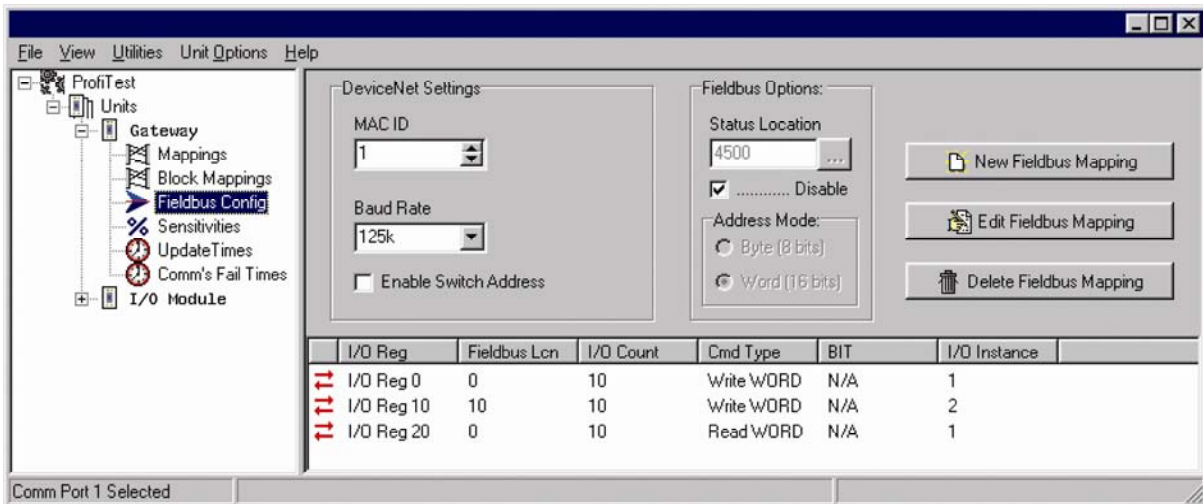 File View Utilities Unit Options Help
ProfiTest
Units
Gateway
Mappings
Block Mappings
Fieldbus Config
Sensitivities
UpdateTimes
Comm's Fail Times
I/O Module
DeviceNet Settings
MAC ID
1
Baud Rate
125k
Enable Switch Address
Fieldbus Options:
Status Location
4500 ...
............ Disable
Address Mode:
Byte (8 bits)
Word (16 bits)
New Fieldbus Mapping
Edit Fieldbus Mapping
Delete Fieldbus Mapping
I/O Reg Fieldbus Lcn I/O Count Cmd Type BIT I/O Instance
I/O Reg 0 0 10 Write WORD N/A 1
I/O Reg 10 10 10 Write WORD N/A 2
I/O Reg 20 0 10 Read WORD N/A 1
Comm Port 1 Selected